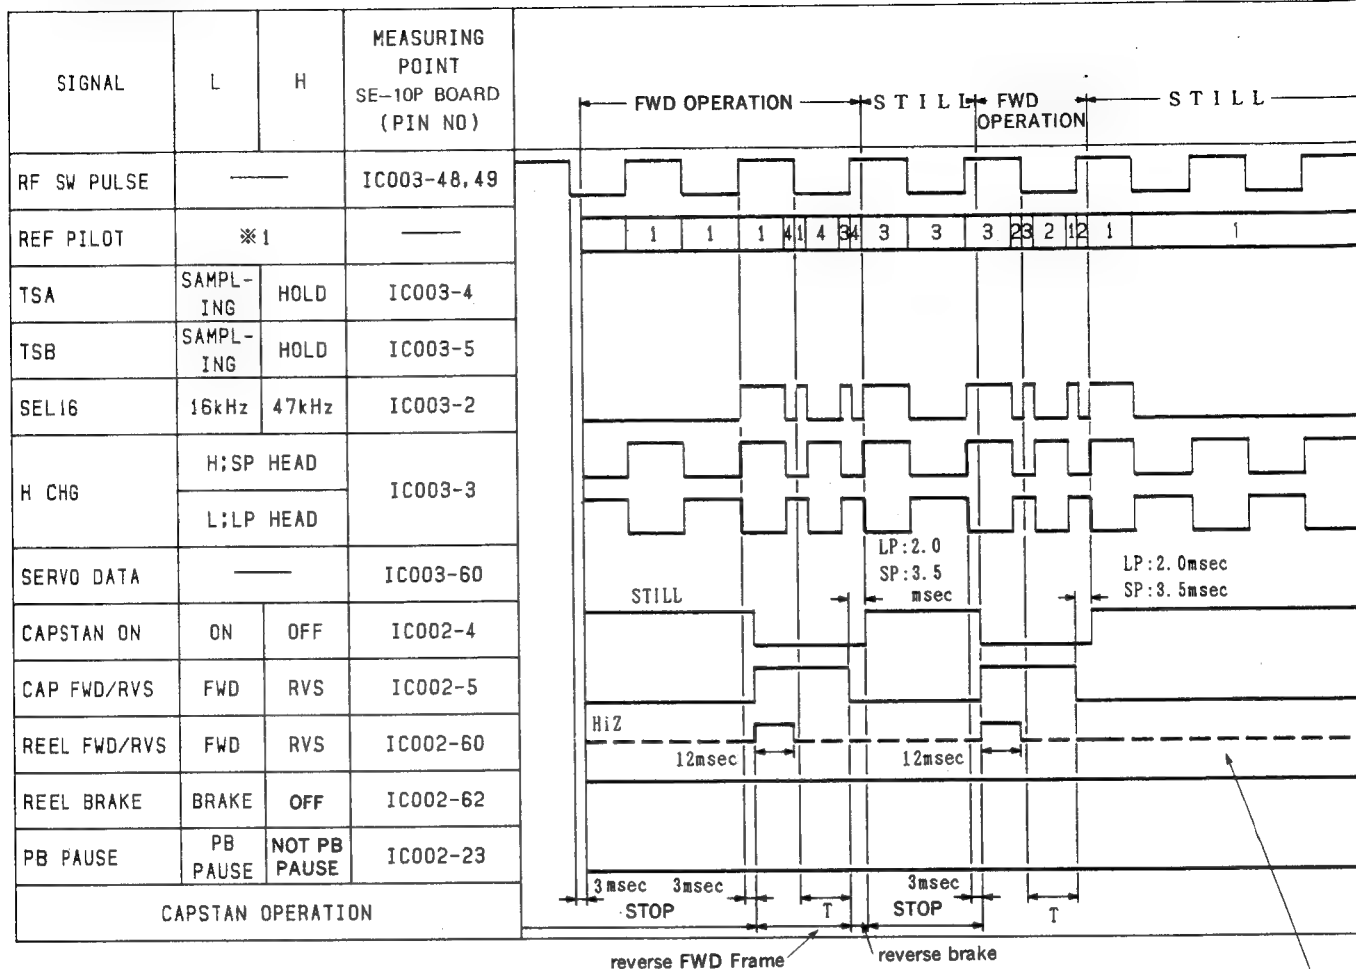 SIGNAL
L
H
MEASURING
POINT
SE-10P BOARD
(PIN NO)
FWD OPERATION
STILL
FWD
OPERATION
STILL
RF SW PULSE
IC003-48,49
REF PILOT
※1
1 1 1 4 1 4 3 4 3 3 3 2 3 2 1 2 1 1
TSA
SAMPL-
ING
HOLD
IC003-4
TSB
SAMPL-
ING
HOLD
IC003-5
SEL16
16kHz
47kHz
IC003-2
H CHG
H;SP HEAD
L;LP HEAD
IC003-3
LP:2.0
SP:3.5
msec
LP:2.0msec
SP:3.5msec
SERVO DATA
IC003-60
STILL
CAPSTAN ON
ON
OFF
IC002-4
CAP FWD/RVS
FWD
RVS
IC002-5
HiZ
REEL FWD/RVS
FWD
RVS
IC002-60
12msec
12msec
REEL BRAKE
BRAKE
OFF
IC002-62
PB PAUSE
PB
PAUSE
NOT PB
PAUSE
IC002-23
CAPSTAN OPERATION
3msec
3msec
3msec
STOP
T
STOP
T
reverse FWD Frame
reverse brake